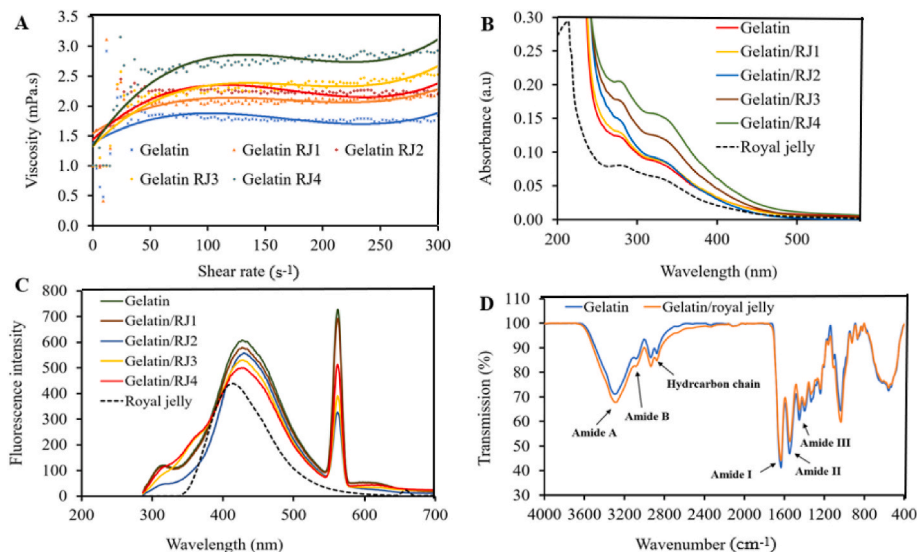 A
Viscosity (mPa.s)
3.5
3.0
2.5
2.0
1.5
1.0
0.5
0.0
Gelatin
Gelatin RJ1
Gelatin RJ2
Gelatin RJ3
Gelatin RJ4
0 50 100 150 200 250 300
Shear rate (s-1)
B
Absorbance (a.u)
0.30
0.25
0.20
0.15
0.10
0.05
0.00
Gelatin
Gelatin/RJ1
Gelatin/RJ2
Gelatin/RJ3
Gelatin/RJ4
Royal jelly
200 300 400 500
Wavelength (nm)
C
Fluorescence intensity
800
700
600
500
400
300
200
100
0
Gelatin
Gelatin/RJ1
Gelatin/RJ2
Gelatin/RJ3
Gelatin/RJ4
Royal jelly
200 300 400 500 600 700
Wavelength (nm)
D
Transmission (%)
110
100
90
80
70
60
50
40
30
Gelatin
Gelatin/royal jelly
Hydrcarbon chain
Amide B
Amide A
Amide III
Amide I
Amide II
4000 3600 3200 2800 2400 2000 1600 1200 800 400
Wavenumber (cm-1)